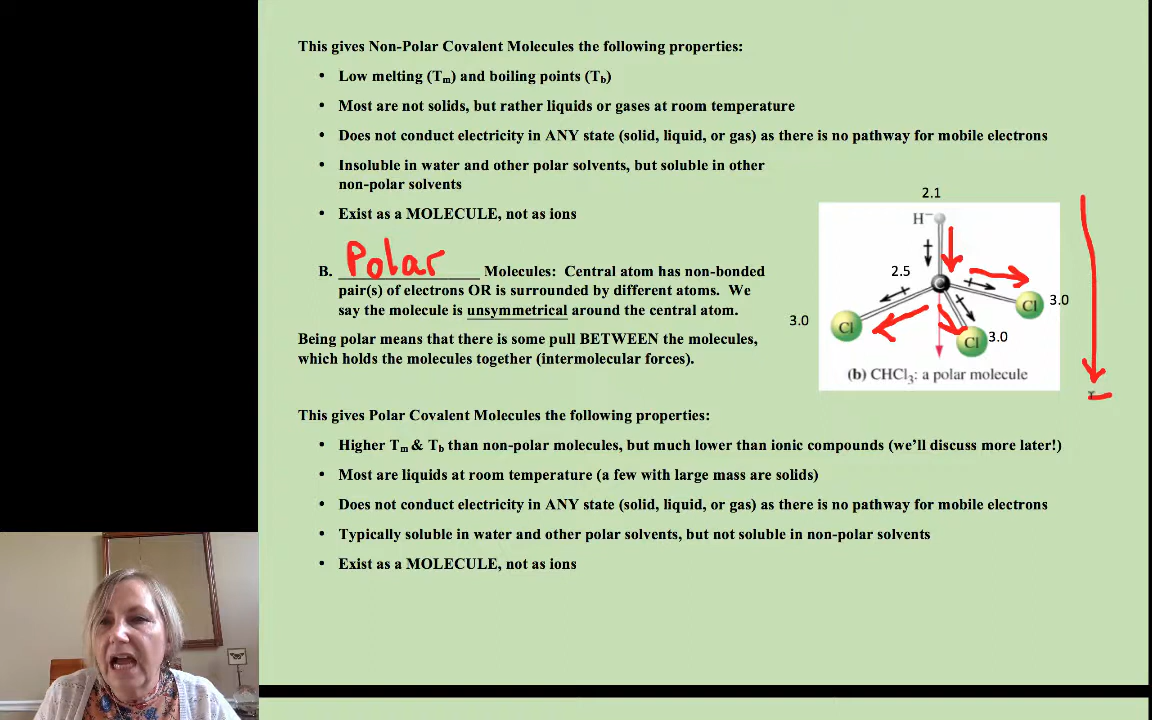 This gives Non-Polar Covalent Molecules the following properties:
• Low melting (Tm) and boiling points (Tb)
• Most are not solids, but rather liquids or gases at room temperature
• Does not conduct electricity in ANY state (solid, liquid, or gas) as there is no pathway for mobile electrons
• Insoluble in water and other polar solvents, but soluble in other
non-polar solvents
• Exist as a MOLECULE, not as ions
B. Polar Molecules: Central atom has non-bonded
pair(s) of electrons OR is surrounded by different atoms. We
say the molecule is unsymmetrical around the central atom.
Being polar means that there is some pull BETWEEN the molecules,
which holds the molecules together (intermolecular forces).
2.1
H
2.5
C
Cl 3.0
3.0 Cl
Cl 3.0
(b) CHCl3: a polar molecule
This gives Polar Covalent Molecules the following properties:
• Higher Tm & Tb than non-polar molecules, but much lower than ionic compounds (we'll discuss more later!)
• Most are liquids at room temperature (a few with large mass are solids)
• Does not conduct electricity in ANY state (solid, liquid, or gas) as there is no pathway for mobile electrons
• Typically soluble in water and other polar solvents, but not soluble in non-polar solvents
• Exist as a MOLECULE, not as ions